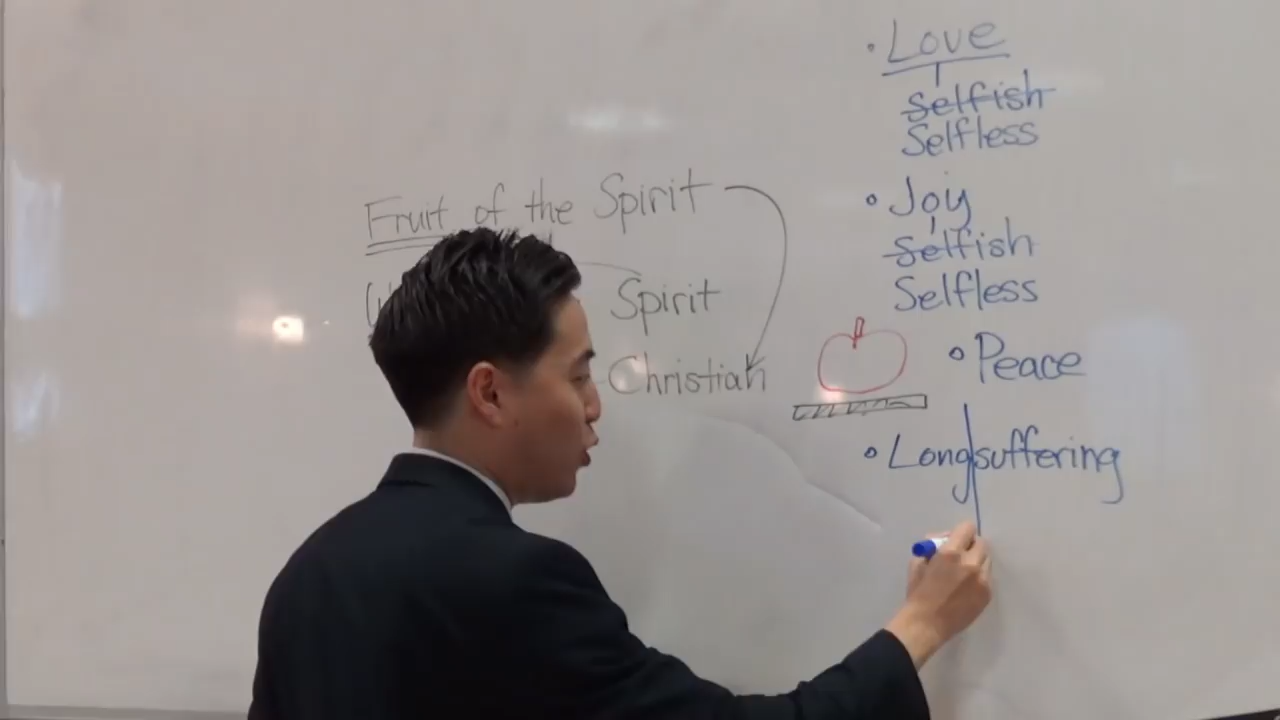 Fruit of the Spirit
Spirit
Christian
• Love
Selfish
Selfless
• Joy
Selfish
Selfless
• Peace
• Longsuffering